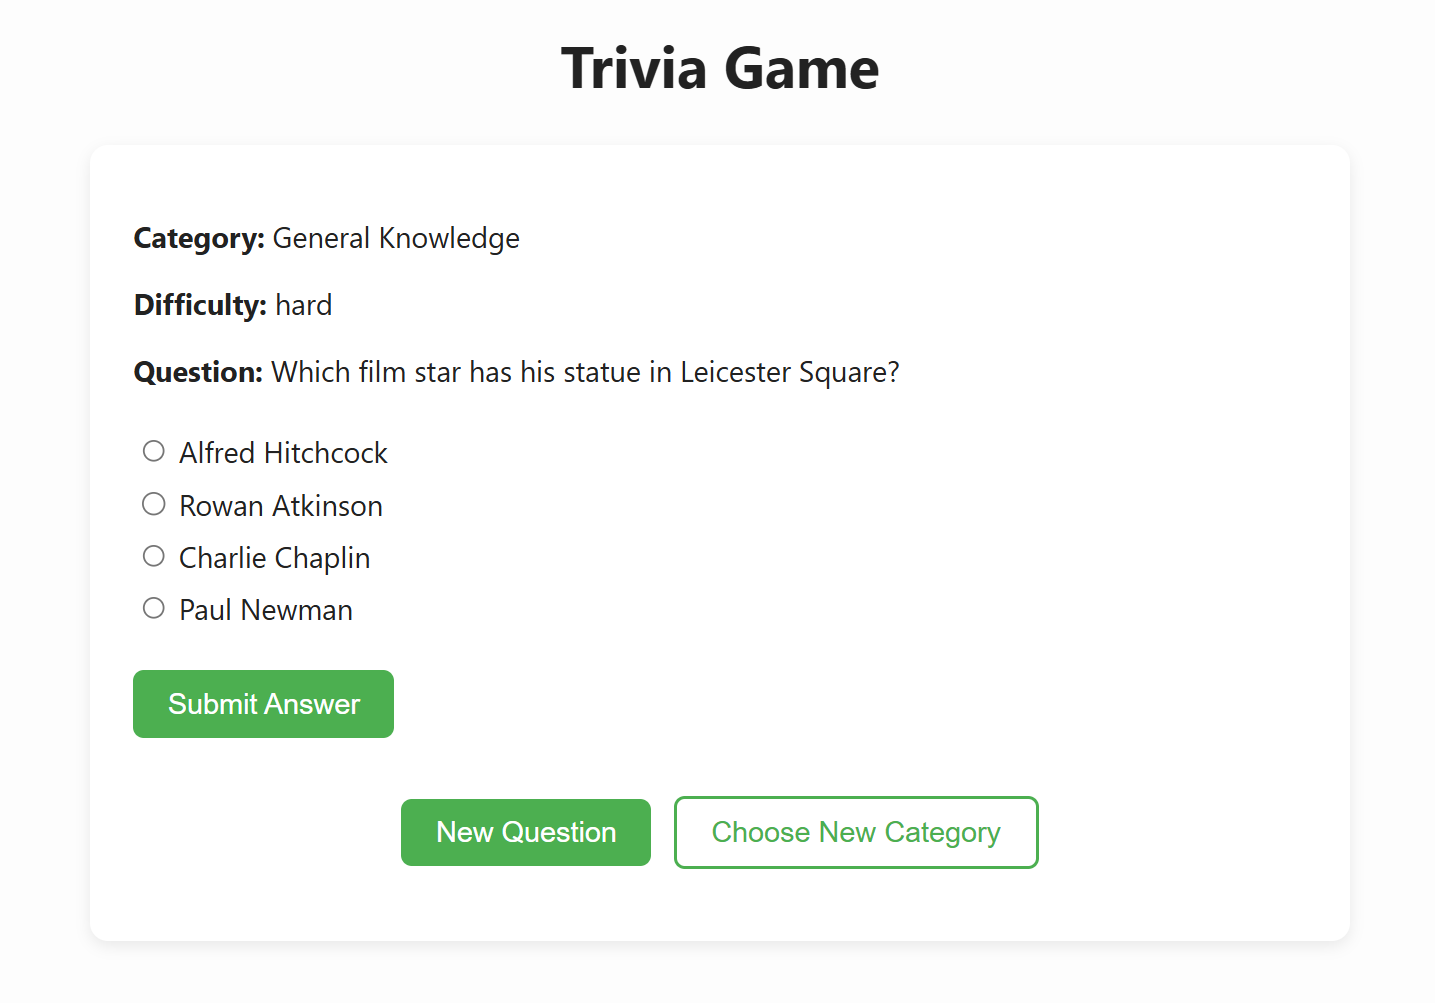 Trivia Game
Category: General Knowledge
Difficulty: hard
Question: Which film star has his statue in Leicester Square?
Alfred Hitchcock
Rowan Atkinson
Charlie Chaplin
Paul Newman
Submit Answer
New Question
Choose New Category